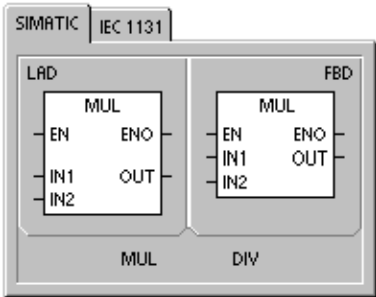 SIMATIC IEC 1131
LAD FBD
MUL MUL
EN ENO EN ENO
IN1 OUT IN1 OUT
IN2 IN2
MUL DIV